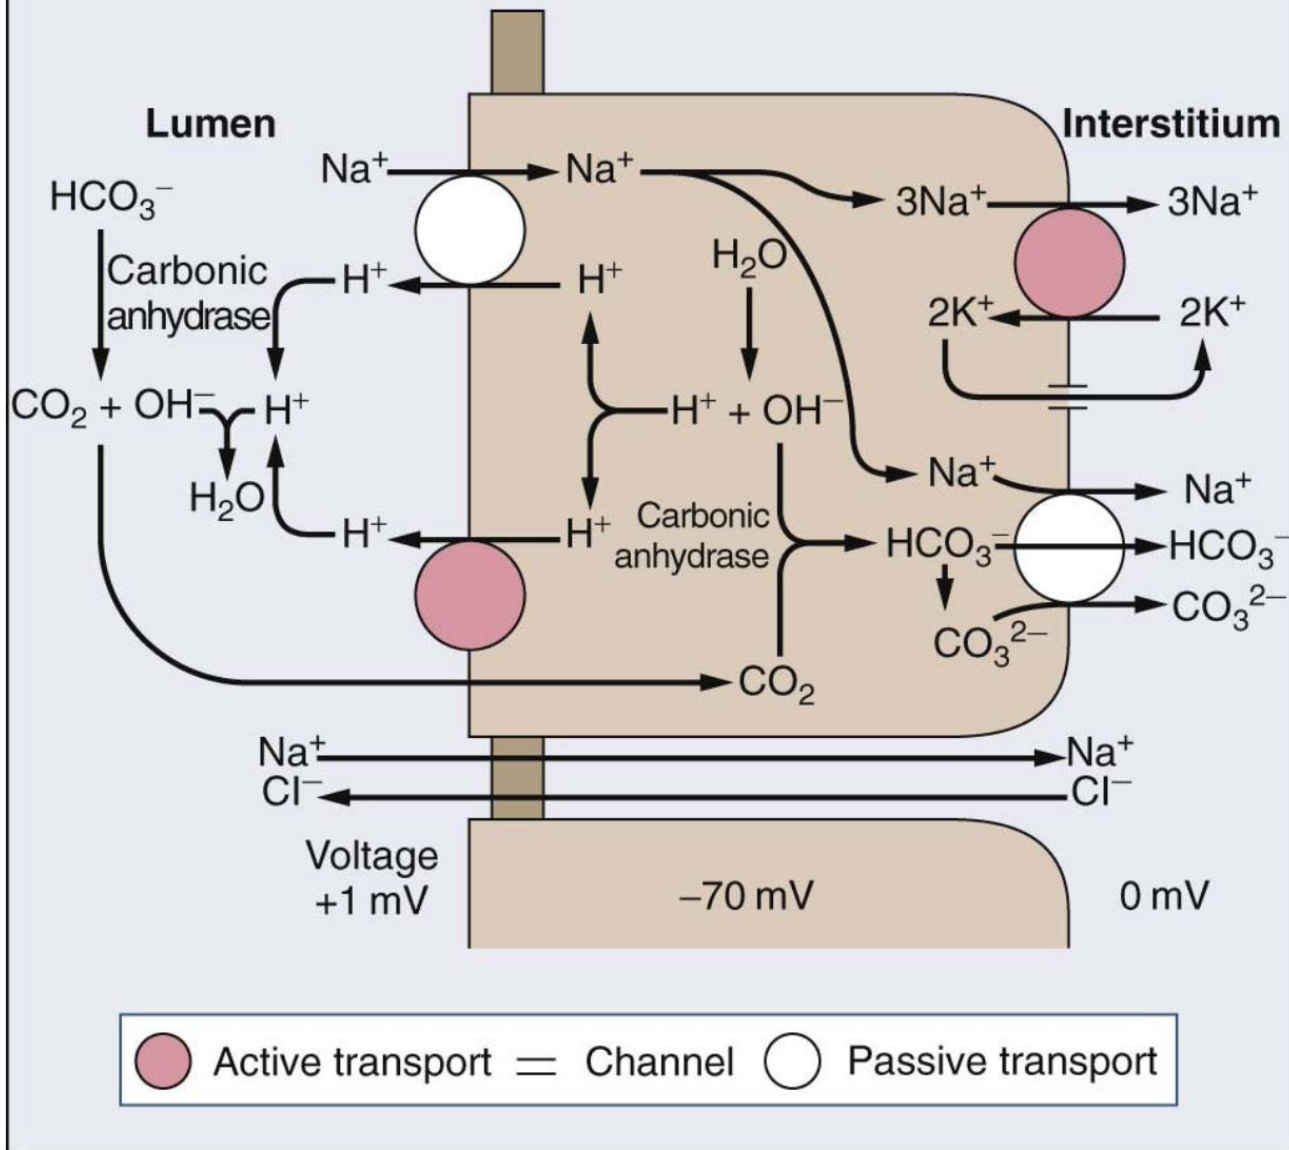 Lumen
Interstitium
Na⁺
Na⁺
3Na⁺
3Na⁺
HCO₃⁻
Carbonic
anhydrase
H⁺
H⁺
H₂O
2K⁺
2K⁺
CO₂ + OH⁻
H⁺
H⁺ + OH⁻
H₂O
Na⁺
Na⁺
H⁺
H⁺
Carbonic
anhydrase
HCO₃⁻
HCO₃⁻
CO₃²⁻
CO₃²⁻
CO₂
Na⁺
Na⁺
Cl⁻
Cl⁻
Voltage
+1 mV
–70 mV
0 mV
Active transport
Channel
Passive transport